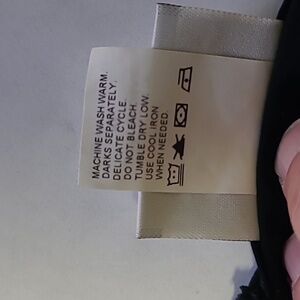 MACHINE WASH WARM.
DARKS SEPARATELY.
DELICATE CYCLE.
DO NOT BLEACH.
TUMBLE DRY LOW.
USE COOL IRON
WHEN NEEDED.